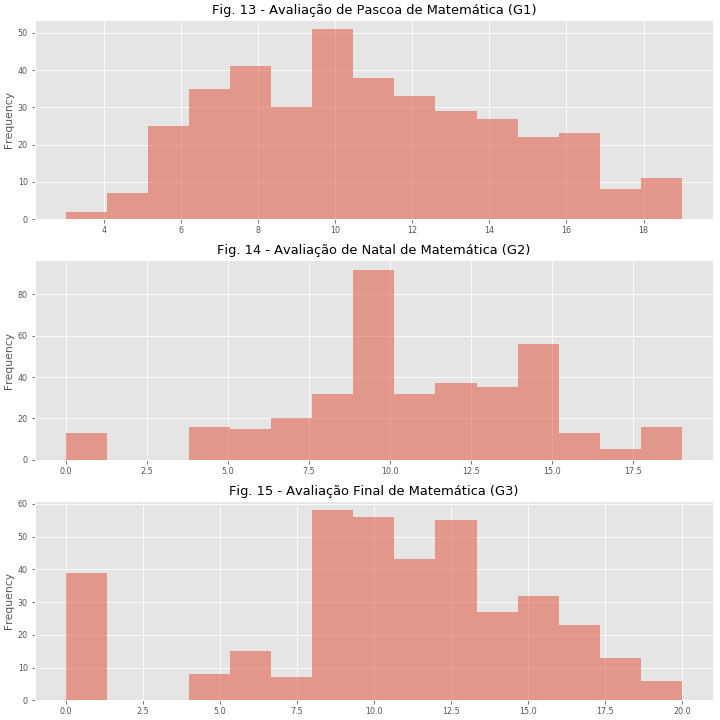 Fig. 13 - Avaliação de Pascoa de Matemática (G1)
50
40
30
20
10
0
Frequency
4 6 8 10 12 14 16 18
Fig. 14 - Avaliação de Natal de Matemática (G2)
80
60
40
20
0
Frequency
0.0 2.5 5.0 7.5 10.0 12.5 15.0 17.5
Fig. 15 - Avaliação Final de Matemática (G3)
60
50
40
30
20
10
0
Frequency
0.0 2.5 5.0 7.5 10.0 12.5 15.0 17.5 20.0